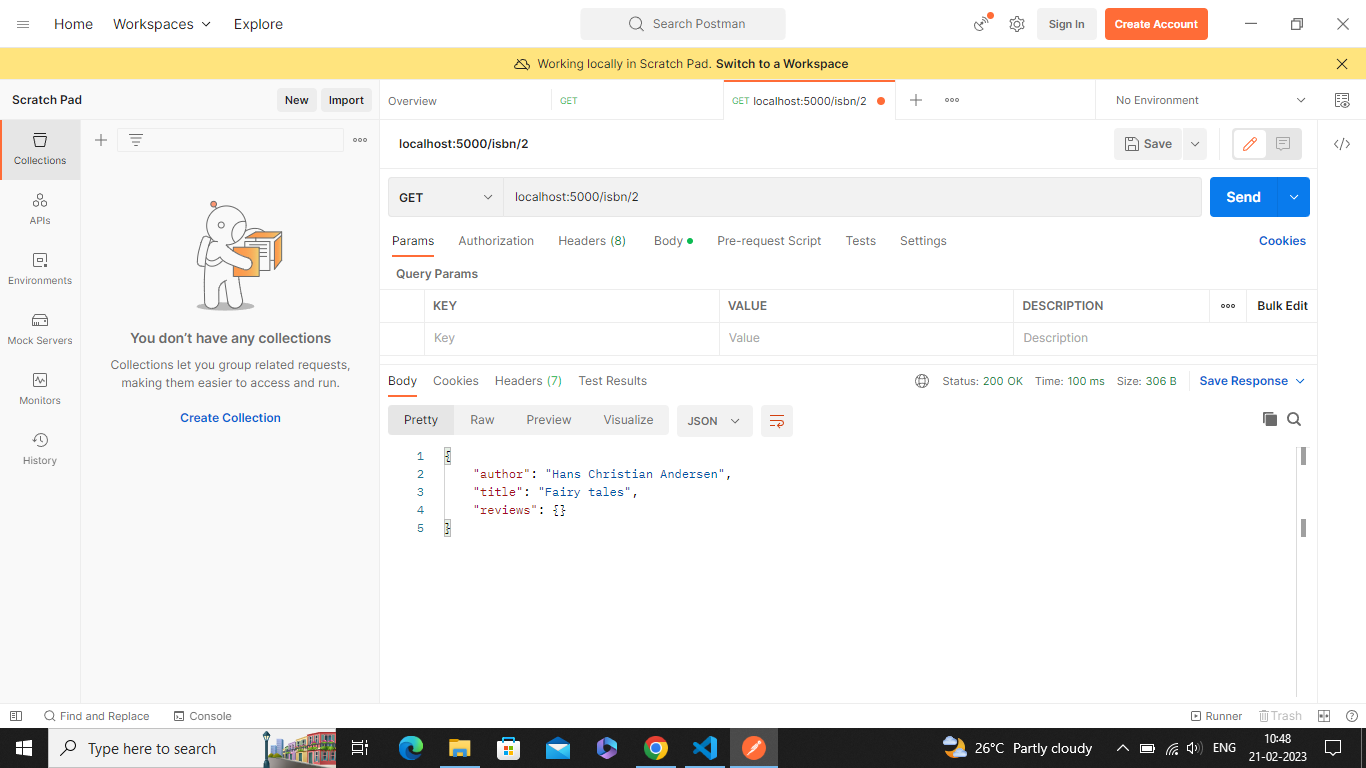 Home Workspaces Explore Search Postman Sign In Create Account
Working locally in Scratch Pad. Switch to a Workspace
Scratch Pad New Import Overview GET GET localhost:5000/isbn/2 No Environment
localhost:5000/isbn/2 Save
Collections
APIs
Environments
Mock Servers
Monitors
History
You don’t have any collections
Collections let you group related requests,
making them easier to access and run.
Create Collection
GET localhost:5000/isbn/2 Send
Params Authorization Headers (8) Body Pre-request Script Tests Settings Cookies
Query Params
KEY VALUE DESCRIPTION Bulk Edit
Key Value Description
Body Cookies Headers (7) Test Results Status: 200 OK Time: 100 ms Size: 306 B Save Response
Pretty Raw Preview Visualize JSON
1 {
2 "author": "Hans Christian Andersen",
3 "title": "Fairy tales",
4 "reviews": {}
5 }
Find and Replace Console Runner Trash
Type here to search 26°C Partly cloudy ENG 10:48
21-02-2023